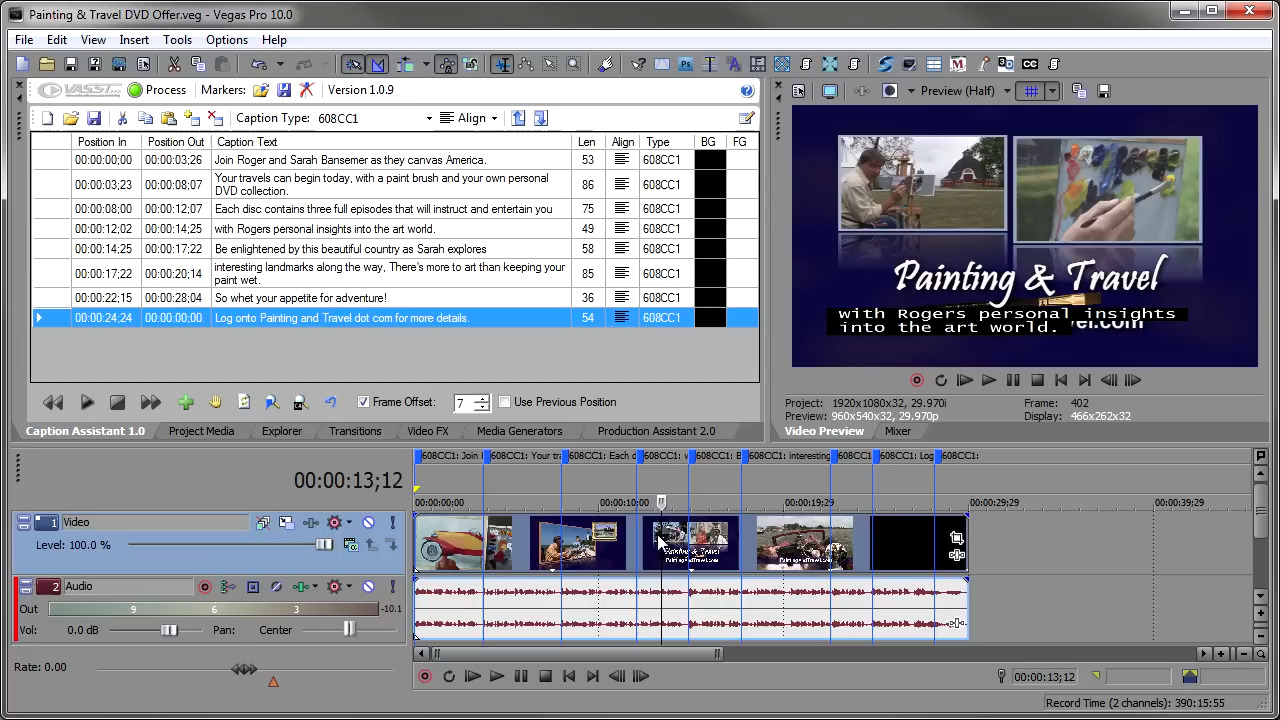 Painting & Travel DVD Offer.veg - Vegas Pro 10.0
File Edit View Insert Tools Options Help
VASST Process Markers: Version 1.0.9
Caption Type: 608CC1 Align
Position In Position Out Caption Text Len Align Type BG FG
00:00:00;00 00:00:03;26 Join Roger and Sarah Bansemer as they canvas America. 53 608CC1
00:00:03;23 00:00:08;07 Your travels can begin today, with a paint brush and your own personal
DVD collection. 86 608CC1
00:00:08;00 00:00:12;07 Each disc contains three full episodes that will instruct and entertain you 75 608CC1
00:00:12;02 00:00:14;25 with Rogers personal insights into the art world. 49 608CC1
00:00:14;25 00:00:17;22 Be enlightened by this beautiful country as Sarah explores 58 608CC1
00:00:17;22 00:00:20;14 interesting landmarks along the way, There's more to art than keeping your
paint wet. 85 608CC1
00:00:22;15 00:00:28;04 So whet your appetite for adventure! 36 608CC1
00:00:24;24 00:00:00;00 Log onto Painting and Travel dot com for more details. 54 608CC1
Frame Offset: 7 Use Previous Position
Caption Assistant 1.0 Project Media Explorer Transitions Video FX Media Generators Production Assistant 2.0
Preview (Half)
Painting & Travel
with Rogers personal insights
into the art world. vel.com
Project: 1920x1080x32, 29.970i Frame: 402
Preview: 960x540x32, 29.970p Display: 466x262x32
Video Preview Mixer
608CC1: Join 608CC1: Your tra 608CC1: Each d 608CC1: w 608CC1: B 608CC1: interesting 608CC1: 608CC1: Log 608CC1:
00:00:13;12
00:00:00;00 00:00:10;00 00:00:19;29 00:00:29;29 00:00:39;29
1 Video
Level: 100.0 %
Painting & Travel
PaintingandTravel.com
2 Audio
Out 9 6 3 -10.1
Vol: 0.0 dB Pan: Center
Rate: 0.00
00:00:13;12
Record Time (2 channels): 390:15:55